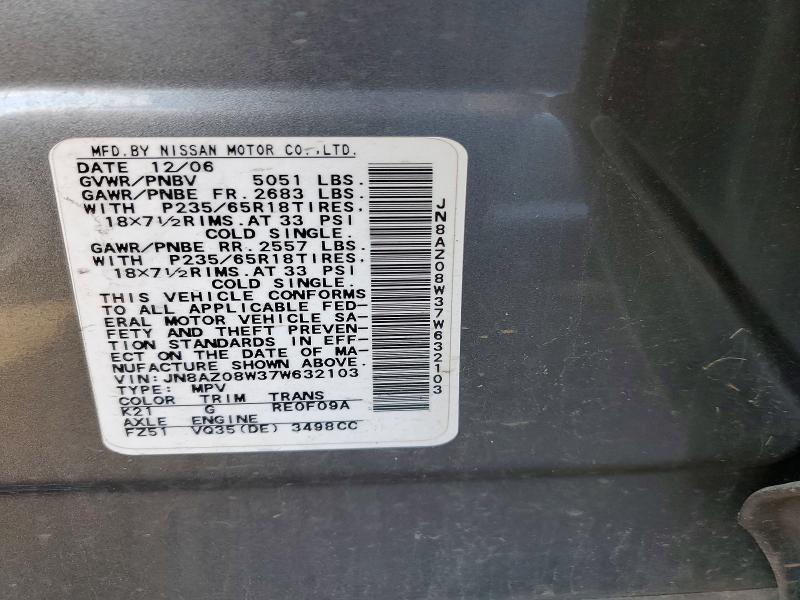 MFD.BY NISSAN MOTOR CO.,LTD.
DATE 12/06
GVWR/PNBV 5051 LBS.
GAWR/PNBE FR. 2683 LBS.
WITH P235/65R18TIRES.
18X7½RIMS.AT 33 PSI
COLD SINGLE.
GAWR/PNBE RR. 2557 LBS.
WITH P235/65R18TIRES.
18X7½RIMS.AT 33 PSI
COLD SINGLE.
THIS VEHICLE CONFORMS
TO ALL APPLICABLE FED-
ERAL MOTOR VEHICLE SA-
FETY AND THEFT PREVEN-
TION STANDARDS IN EFF-
ECT ON THE DATE OF MA-
NUFACTURE SHOWN ABOVE.
VIN:JN8AZ08W37W632103
TYPE: MPV
COLOR TRIM TRANS
K21 G RE0F09A
AXLE ENGINE
FZ51 VQ35(DE) 3498CC
JN8AZ08W37W632103